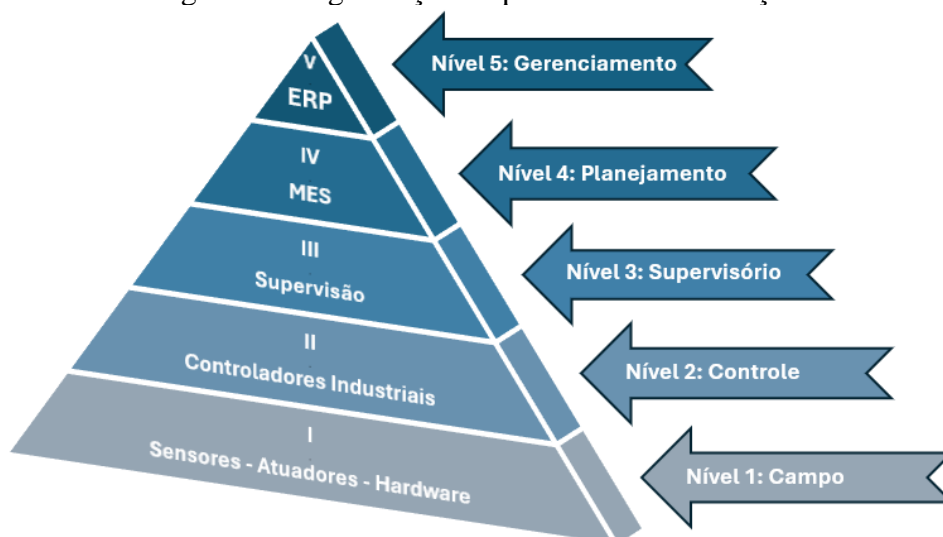 V
ERP
Nível 5: Gerenciamento
IV
MES
Nível 4: Planejamento
III
Supervisão
Nível 3: Supervisório
II
Controladores Industriais
Nível 2: Controle
I
Sensores - Atuadores - Hardware
Nível 1: Campo